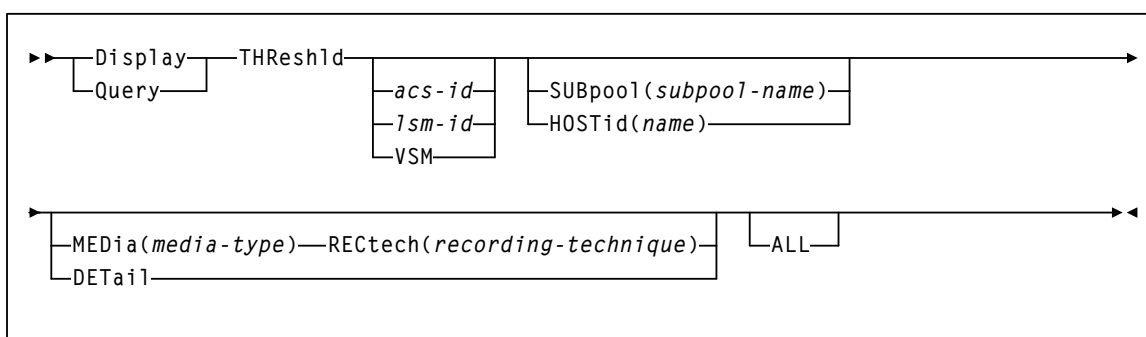 Display THReshld
Query
acs-id
lsm-id
VSM
SUBpool(subpool-name)
HOSTid(name)
MEDia(media-type) RECtech(recording-technique)
DETail
ALL